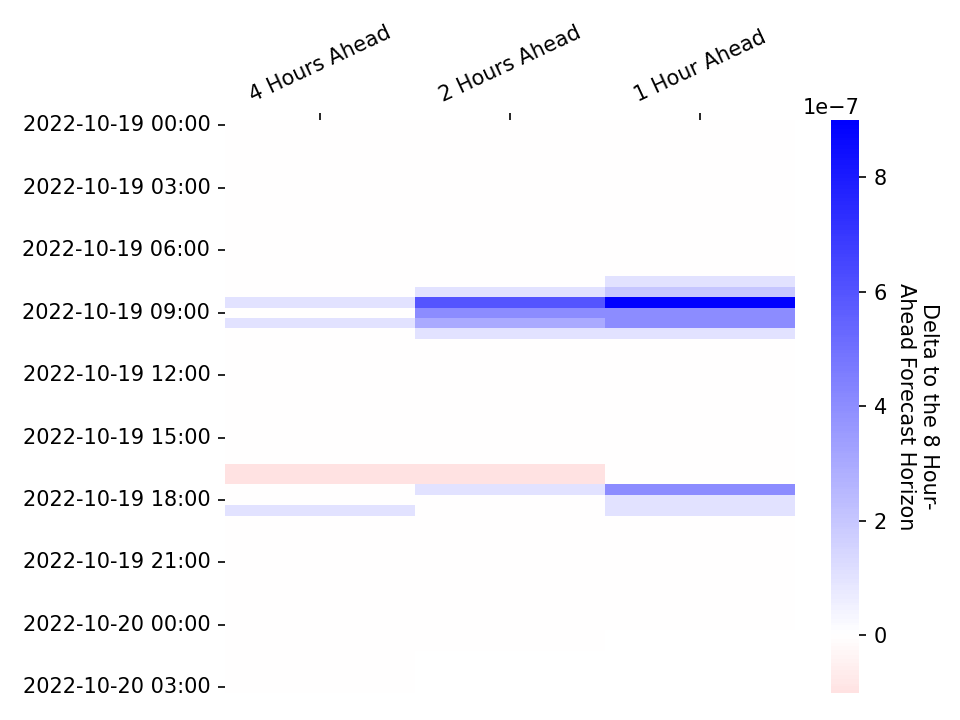 4 Hours Ahead
2 Hours Ahead
1 Hour Ahead
1e−7
2022-10-19 00:00
2022-10-19 03:00
2022-10-19 06:00
2022-10-19 09:00
2022-10-19 12:00
2022-10-19 15:00
2022-10-19 18:00
2022-10-19 21:00
2022-10-20 00:00
2022-10-20 03:00
8
6
4
2
0
Delta to the 8 Hour-
Ahead Forecast Horizon